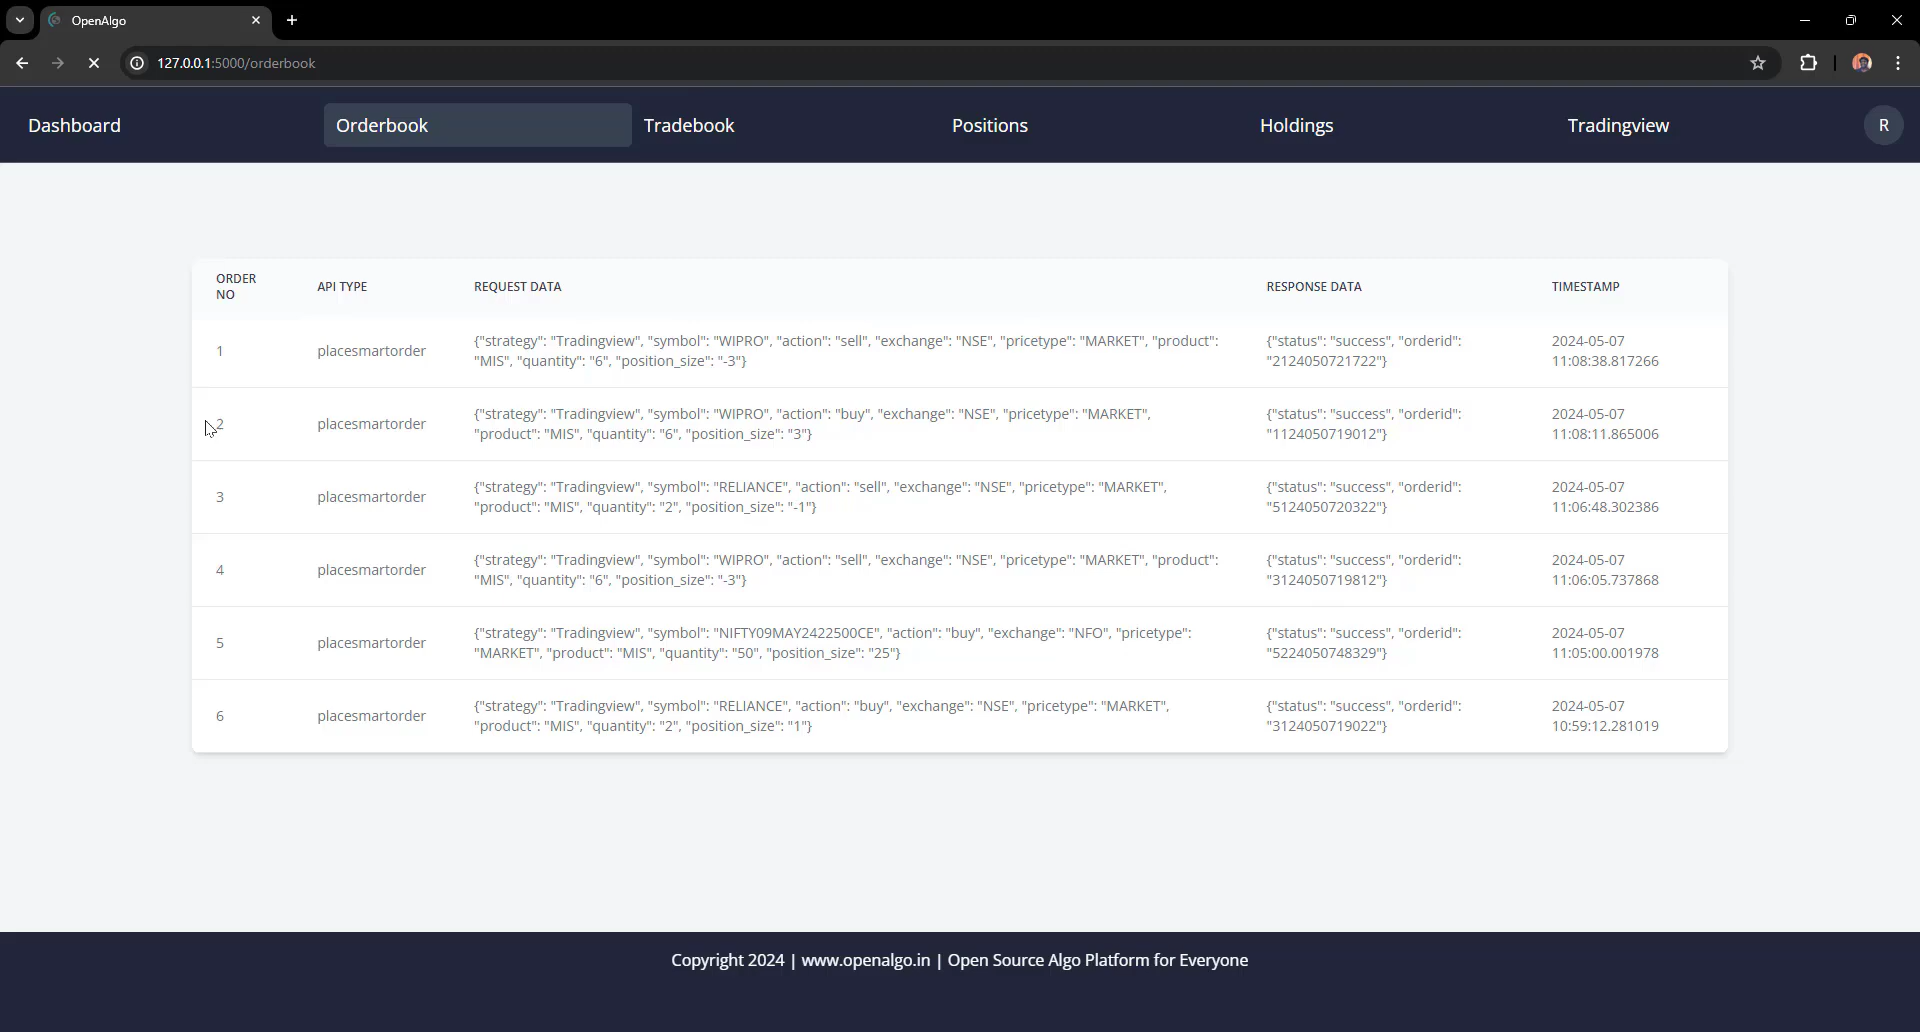 OpenAlgo
127.0.0.1:5000/orderbook
Dashboard
Orderbook
Tradebook
Positions
Holdings
Tradingview
R
ORDER
NO
API TYPE
REQUEST DATA
RESPONSE DATA
TIMESTAMP
1
placesmartorder
{"strategy": "Tradingview", "symbol": "WIPRO", "action": "sell", "exchange": "NSE", "pricetype": "MARKET", "product":
"MIS", "quantity": "6", "position_size": "-3"}
{"status": "success", "orderid":
"2124050721722"}
2024-05-07
11:08:38.817266
2
placesmartorder
{"strategy": "Tradingview", "symbol": "WIPRO", "action": "buy", "exchange": "NSE", "pricetype": "MARKET",
"product": "MIS", "quantity": "6", "position_size": "3"}
{"status": "success", "orderid":
"1124050719012"}
2024-05-07
11:08:11.865006
3
placesmartorder
{"strategy": "Tradingview", "symbol": "RELIANCE", "action": "sell", "exchange": "NSE", "pricetype": "MARKET",
"product": "MIS", "quantity": "2", "position_size": "-1"}
{"status": "success", "orderid":
"5124050720322"}
2024-05-07
11:06:48.302386
4
placesmartorder
{"strategy": "Tradingview", "symbol": "WIPRO", "action": "sell", "exchange": "NSE", "pricetype": "MARKET", "product":
"MIS", "quantity": "6", "position_size": "-3"}
{"status": "success", "orderid":
"3124050719812"}
2024-05-07
11:06:05.737868
5
placesmartorder
{"strategy": "Tradingview", "symbol": "NIFTY09MAY2422500CE", "action": "buy", "exchange": "NFO", "pricetype":
"MARKET", "product": "MIS", "quantity": "50", "position_size": "25"}
{"status": "success", "orderid":
"5224050748329"}
2024-05-07
11:05:00.001978
6
placesmartorder
{"strategy": "Tradingview", "symbol": "RELIANCE", "action": "buy", "exchange": "NSE", "pricetype": "MARKET",
"product": "MIS", "quantity": "2", "position_size": "1"}
{"status": "success", "orderid":
"3124050719022"}
2024-05-07
10:59:12.281019
Copyright 2024 | www.openalgo.in | Open Source Algo Platform for Everyone